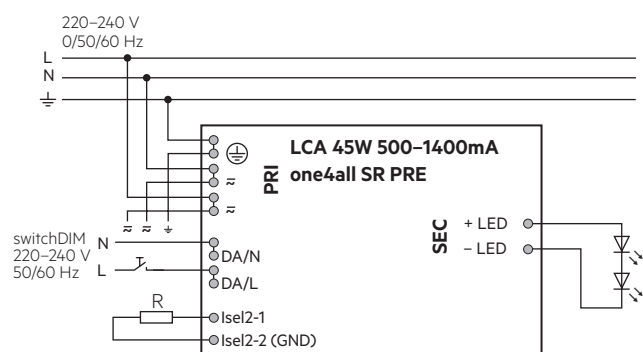 220–240 V
0/50/60 Hz
L
N
LCA 45W 500–1400mA
one4all SR PRE
PRI
SEC
+ LED
– LED
switchDIM N
220–240 V
50/60 Hz L
DA/N
DA/L
R
Isel2-1
Isel2-2 (GND)